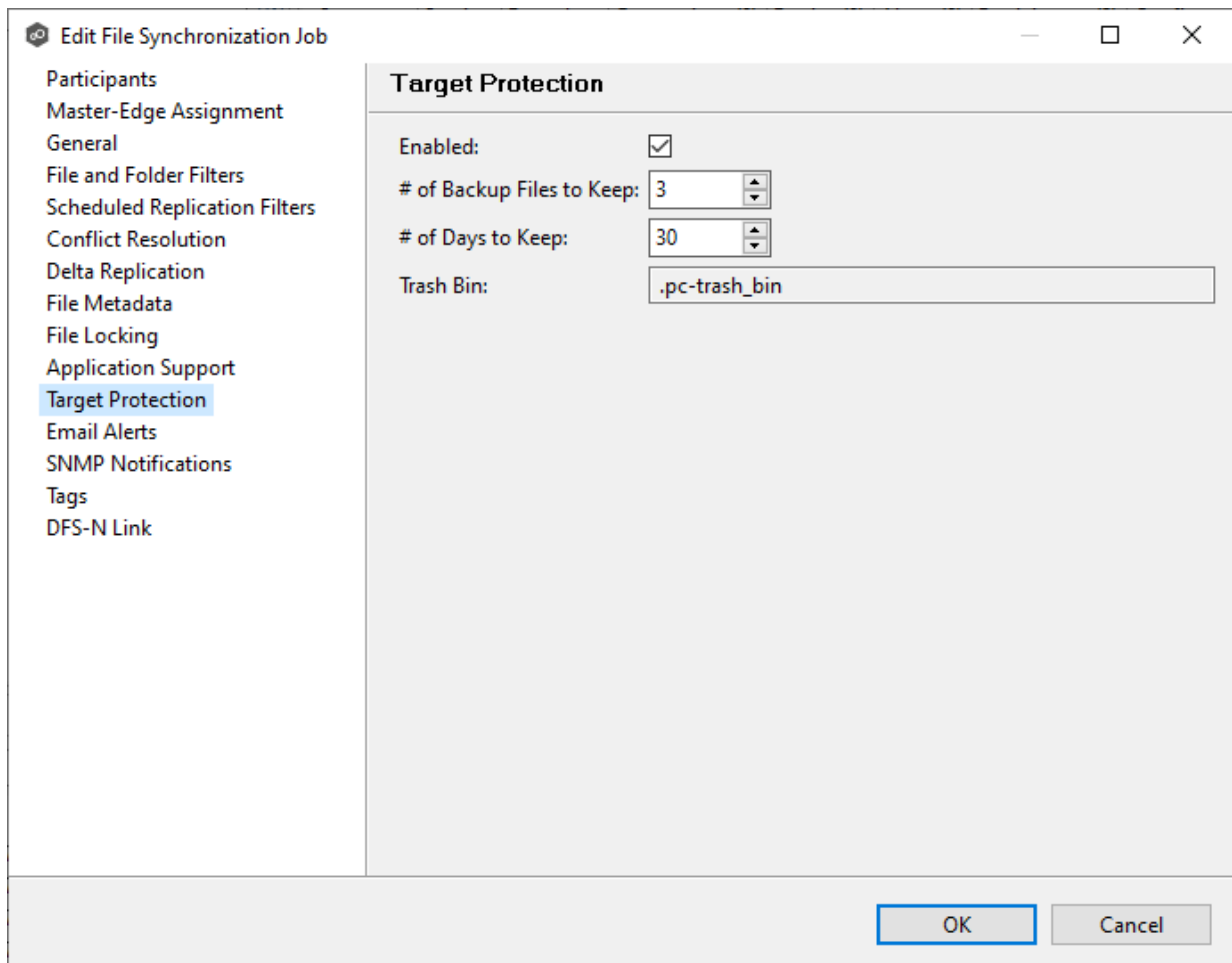 Edit File Synchronization Job
Participants
Master-Edge Assignment
General
File and Folder Filters
Scheduled Replication Filters
Conflict Resolution
Delta Replication
File Metadata
File Locking
Application Support
Target Protection
Email Alerts
SNMP Notifications
Tags
DFS-N Link
Target Protection
Enabled:
# of Backup Files to Keep: 3
# of Days to Keep: 30
Trash Bin: .pc-trash_bin
OK Cancel